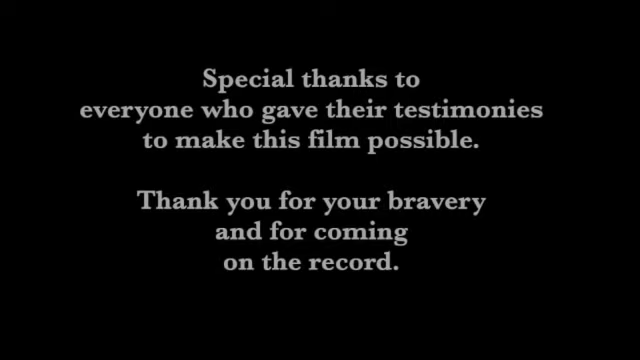 Special thanks to
everyone who gave their testimonies
to make this film possible.
Thank you for your bravery
and for coming
on the record.